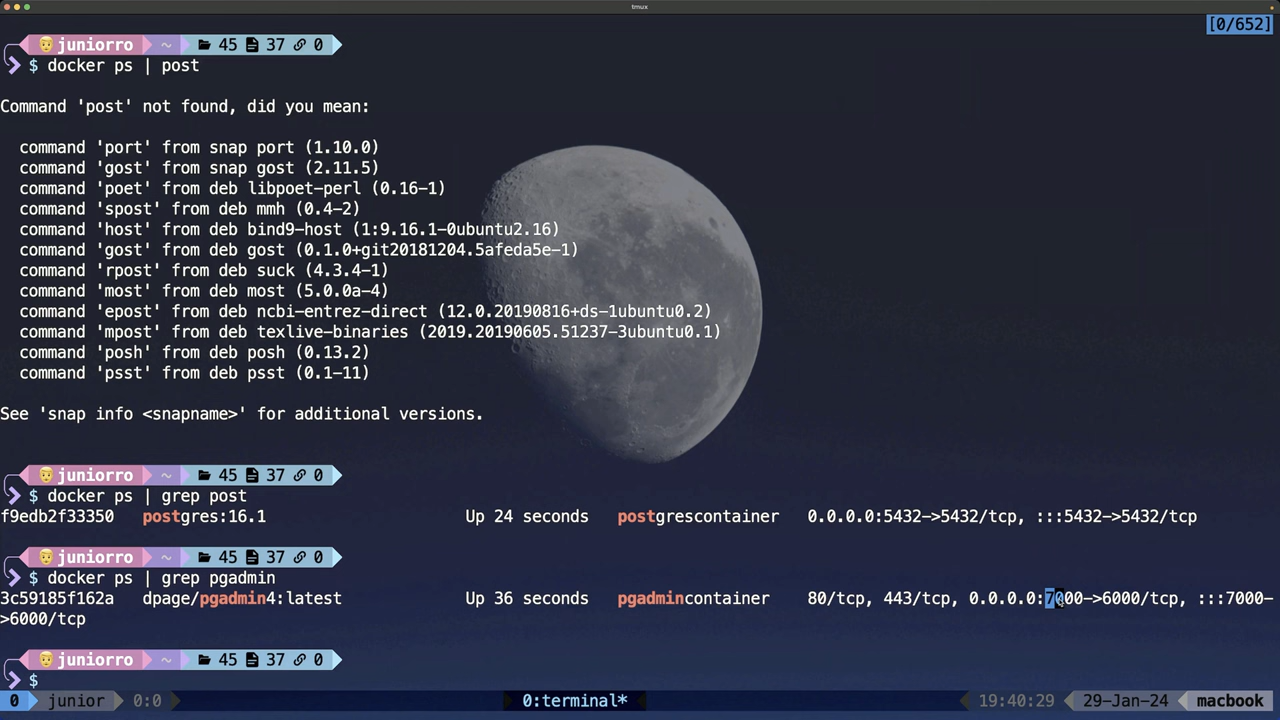 tmux
[0/652]
juniorro ~ 45 37 0
$ docker ps | post
Command 'post' not found, did you mean:
command 'port' from snap port (1.10.0)
command 'gost' from snap gost (2.11.5)
command 'poet' from deb libpoet-perl (0.16-1)
command 'spost' from deb mmh (0.4-2)
command 'host' from deb bind9-host (1:9.16.1-0ubuntu2.16)
command 'gost' from deb gost (0.1.0+git20181204.5afeda5e-1)
command 'rpost' from deb suck (4.3.4-1)
command 'most' from deb most (5.0.0a-4)
command 'epost' from deb ncbi-entrez-direct (12.0.20190816+ds-1ubuntu0.2)
command 'mpost' from deb texlive-binaries (2019.20190605.51237-3ubuntu0.1)
command 'posh' from deb posh (0.13.2)
command 'psst' from deb psst (0.1-11)
See 'snap info <snapname>' for additional versions.
juniorro ~ 45 37 0
$ docker ps | grep post
f9edb2f33350 postgres:16.1 Up 24 seconds postgrescontainer 0.0.0.0:5432->5432/tcp, :::5432->5432/tcp
juniorro ~ 45 37 0
$ docker ps | grep pgadmin
3c59185f162a dpage/pgadmin4:latest Up 36 seconds pgadmincontainer 80/tcp, 443/tcp, 0.0.0.0:7000->6000/tcp, :::7000-
>6000/tcp
juniorro ~ 45 37 0
$
0 junior 0:0 0:terminal* 19:40:29 29-Jan-24 macbook